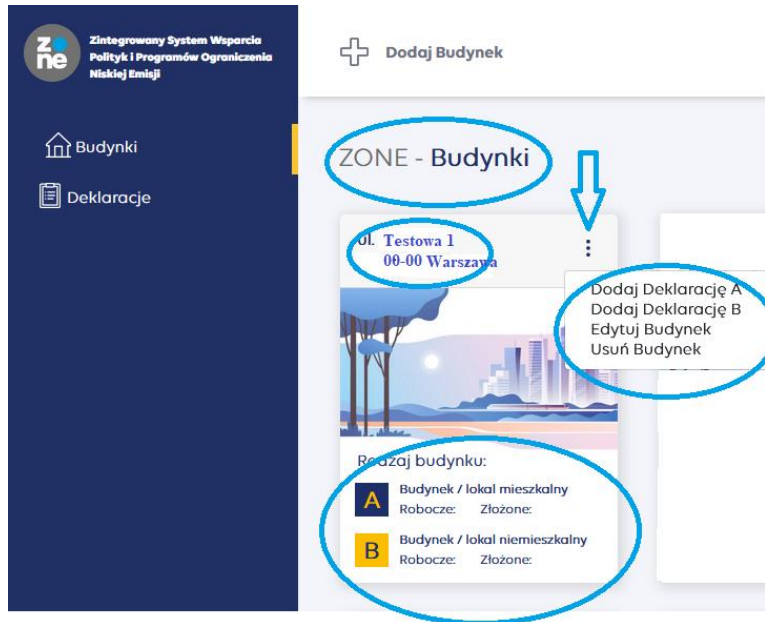 zone
Zintegrowany System Wsparcia
Polityk i Programów Ograniczenia
Niskiej Emisji
Dodaj Budynek
Budynki
Deklaracje
ZONE - Budynki
ul. Testowa 1
00-00 Warszawa
Dodaj Deklarację A
Dodaj Deklarację B
Edytuj Budynek
Usuń Budynek
Rodzaj budynku:
A
Budynek / lokal mieszkalny
Robocze: Złożone:
B
Budynek / lokal niemieszkalny
Robocze: Złożone: